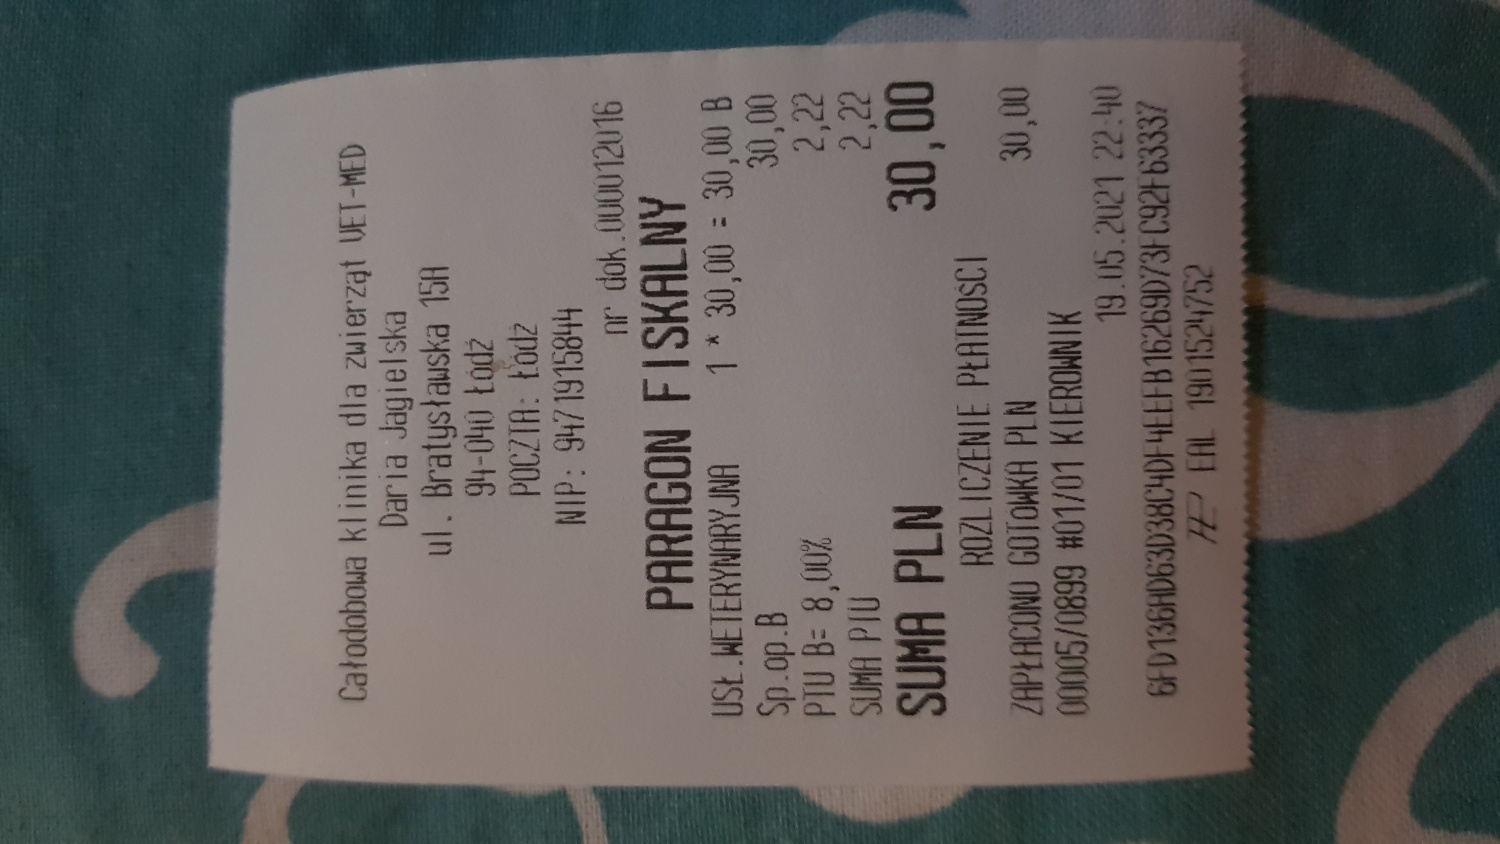 Całodobowa klinika dla zwierząt VET-MED
Daria Jagielska
ul. Bratysławska 15A
94-040 Łódź
POCZTA: Łódź
NIP: 9471915844
nr dok.000012016
PARAGON FISKALNY
USŁ.WETERYNARYJNA 1 * 30,00 = 30,00 B
Sp.op.B 30,00
PTU B= 8,00% 2,22
SUMA PTU 2,22
SUMA PLN 30,00
ROZLICZENIE PŁATNOŚCI
ZAPŁACONO GOTÓWKA PLN 30,00
00005/0899 #01/01 KIEROWNIK
19.05.2021 22:40
6FD136AD63D38C4DF4EEFB16269D73FC92F63337
EAL 1901524752